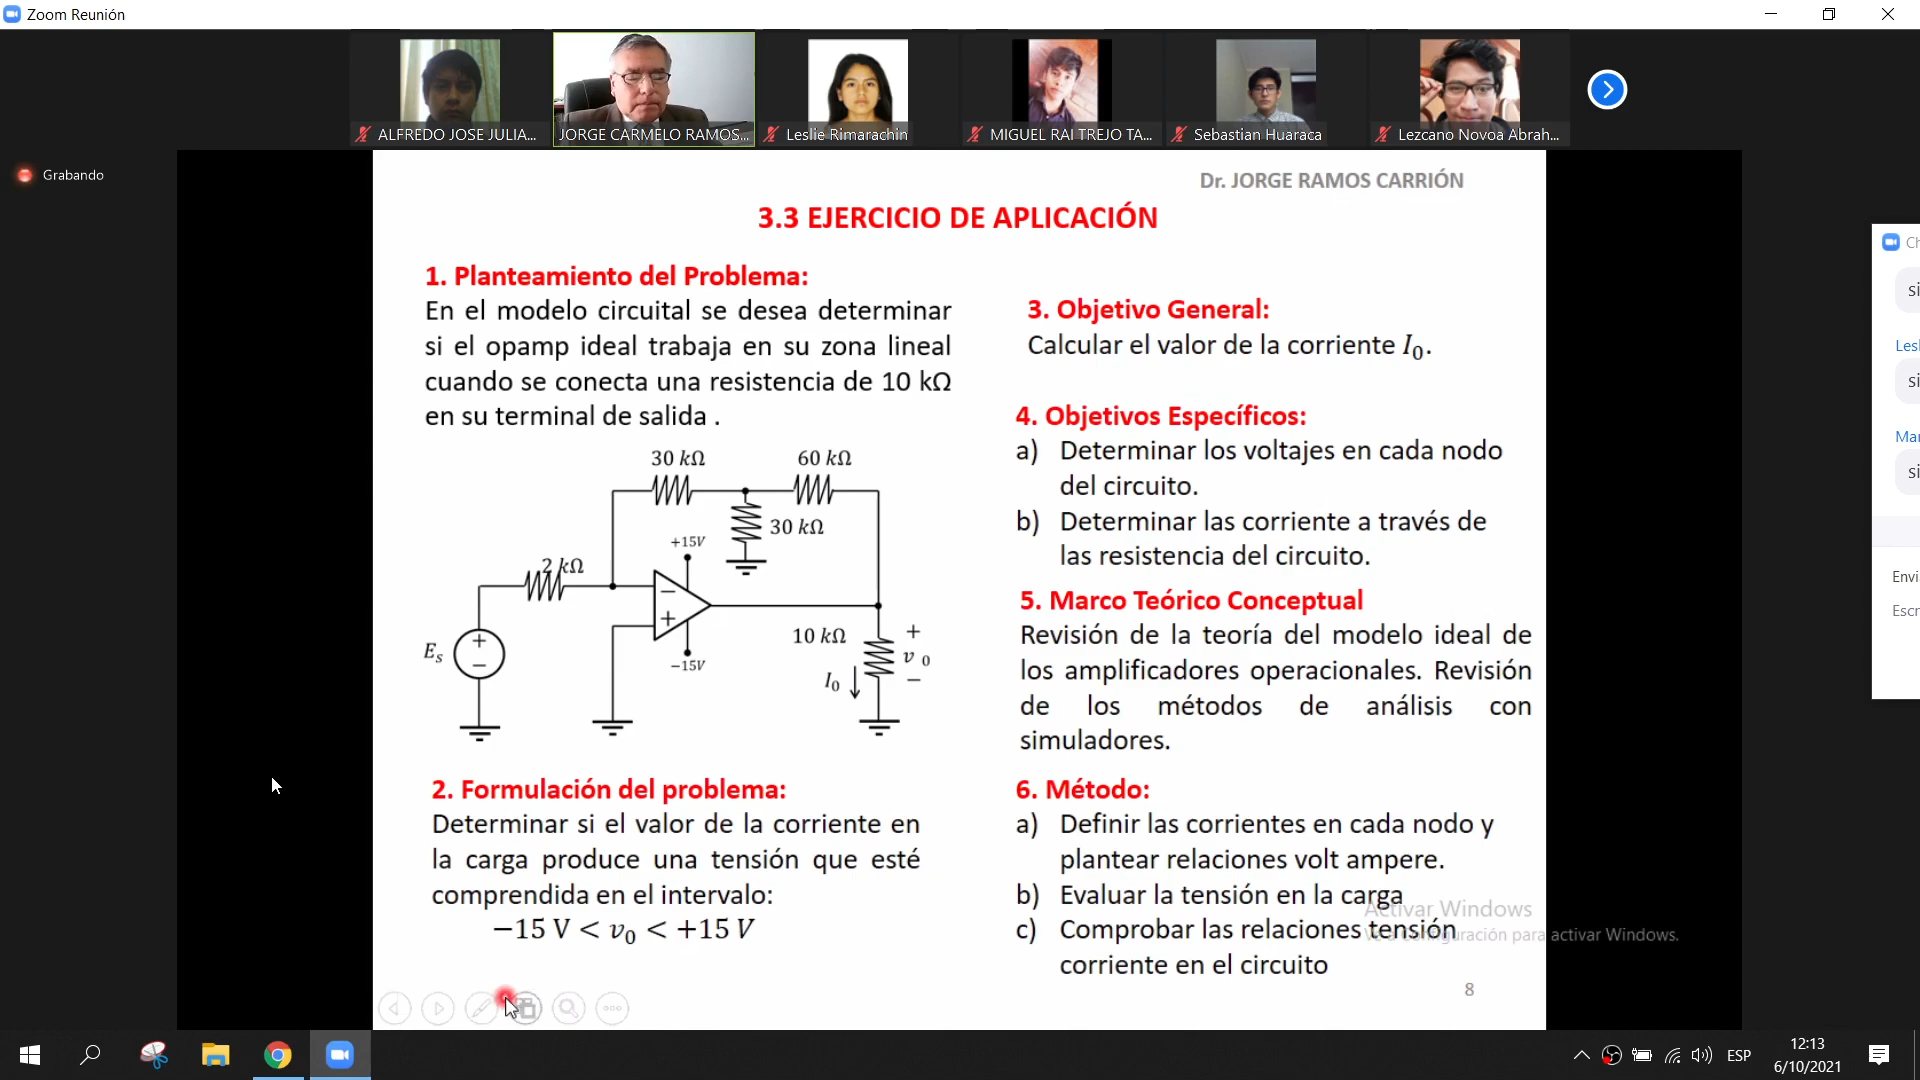 Zoom Reunión
ALFREDO JOSE JULIA...
JORGE CARMELO RAMOS...
Leslie Rimarachin
MIGUEL RAI TREJO TA...
Sebastian Huaraca
Lezcano Novoa Abrah...
Grabando
Dr. JORGE RAMOS CARRIÓN
3.3 EJERCICIO DE APLICACIÓN
1. Planteamiento del Problema:
En el modelo circuital se desea determinar
si el opamp ideal trabaja en su zona lineal
cuando se conecta una resistencia de 10 kΩ
en su terminal de salida .
30 kΩ
60 kΩ
30 kΩ
+15V
2 kΩ
−
+
−15V
10 kΩ
+
v 0
−
I₀
Eₛ
+
−
2. Formulación del problema:
Determinar si el valor de la corriente en
la carga produce una tensión que esté
comprendida en el intervalo:
−15 V < v₀ < +15 V
3. Objetivo General:
Calcular el valor de la corriente I₀.
4. Objetivos Específicos:
a) Determinar los voltajes en cada nodo
del circuito.
b) Determinar las corriente a través de
las resistencia del circuito.
5. Marco Teórico Conceptual
Revisión de la teoría del modelo ideal de
los amplificadores operacionales. Revisión
de los métodos de análisis con
simuladores.
6. Método:
a) Definir las corrientes en cada nodo y
plantear relaciones volt ampere.
b) Evaluar la tensión en la carga
c) Comprobar las relaciones tensión
corriente en el circuito
8
Activar Windows
Ve a Configuración para activar Windows.
Ch
si
Lesl
si
Mar
si
Envi
Escr
ESP
12:13
6/10/2021